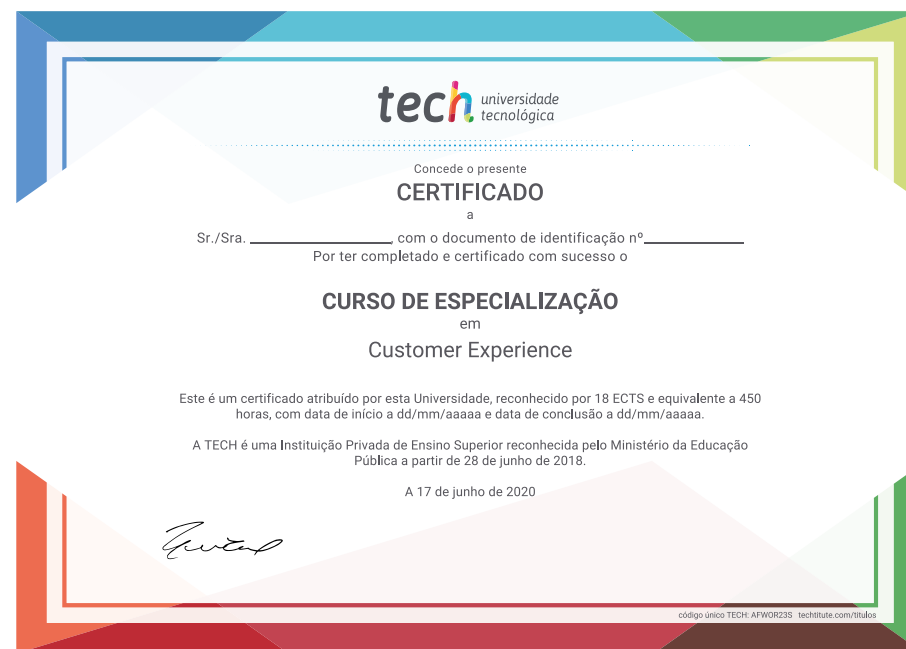 tech universidade
tecnológica
Concede o presente
CERTIFICADO
a
Sr./Sra. , com o documento de identificação nº
Por ter completado e certificado com sucesso o
CURSO DE ESPECIALIZAÇÃO
em
Customer Experience
Este é um certificado atribuído por esta Universidade, reconhecido por 18 ECTS e equivalente a 450
horas, com data de início a dd/mm/aaaaa e data de conclusão a dd/mm/aaaaa.
A TECH é uma Instituição Privada de Ensino Superior reconhecida pelo Ministério da Educação
Pública a partir de 28 de junho de 2018.
A 17 de junho de 2020
código único TECH: AFWOR23S techtitute.com/titulos